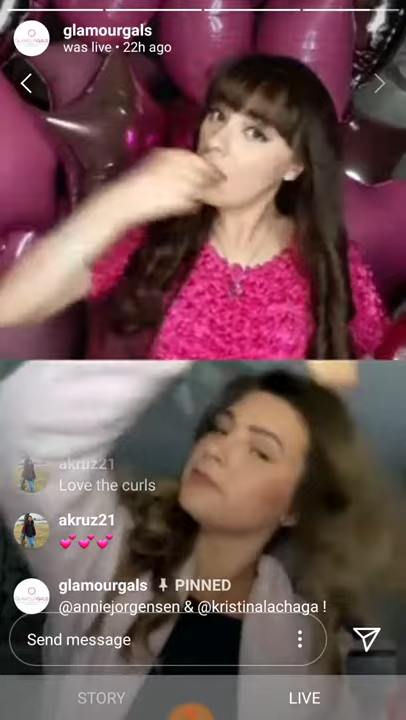 glamourgals
was live • 22h ago
akruz21
Love the curls
akruz21
💕💕💕
glamourgals PINNED
@anniejorgensen & @kristinalachaga !
Send message
STORY LIVE